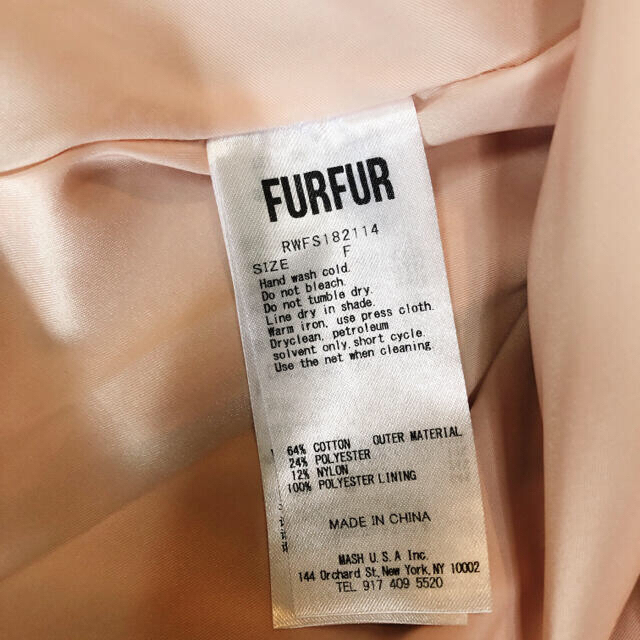 FURFUR
RWFS182114
SIZE F
Hand wash cold.
Do not bleach.
Do not tumble dry.
Line dry in shade.
Warm iron, use press cloth.
Dryclean, petroleum
solvent only, short cycle.
Use the net when cleaning.
64% COTTON OUTER MATERIAL
24% POLYESTER
12% NYLON
100% POLYESTER LINING
MADE IN CHINA
MASH U.S.A Inc.
144 Orchard St, New York, NY 10002
TEL 917 409 5520